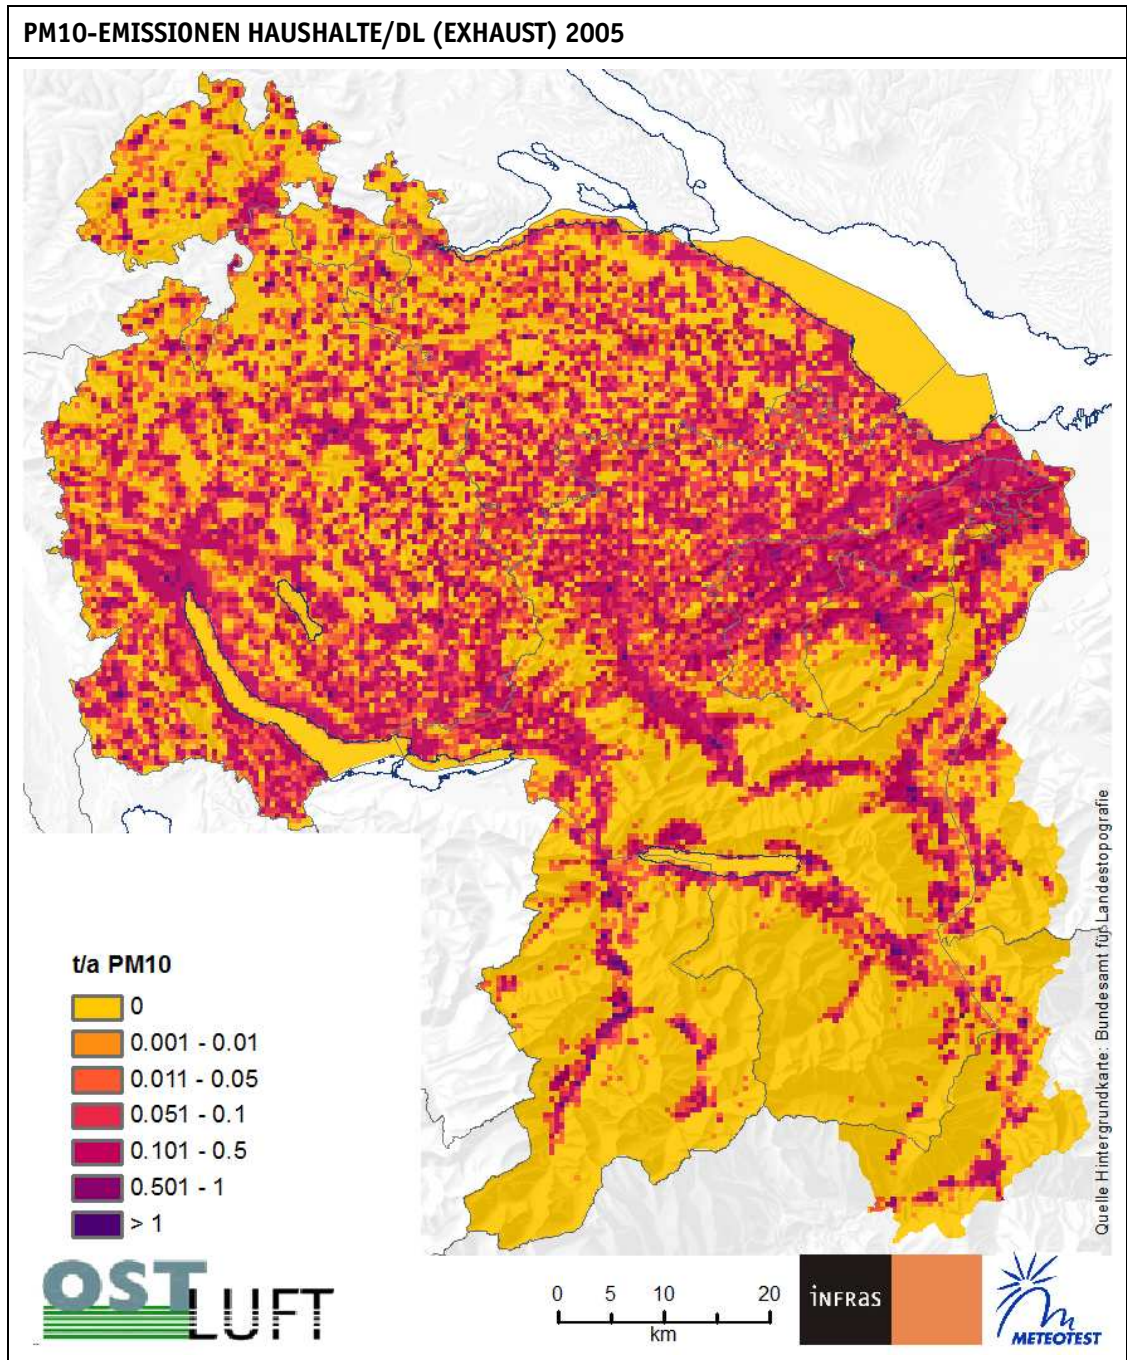 PM10-EMISSIONEN HAUSHALTE/DL (EXHAUST) 2005
Quelle Hintergrundkarte: Bundesamt für Landestopografie
t/a PM10
0
0.001 - 0.01
0.011 - 0.05
0.051 - 0.1
0.101 - 0.5
0.501 - 1
> 1
OST
LUFT
0 5 10 20
km
iNFRAS
METEOTEST